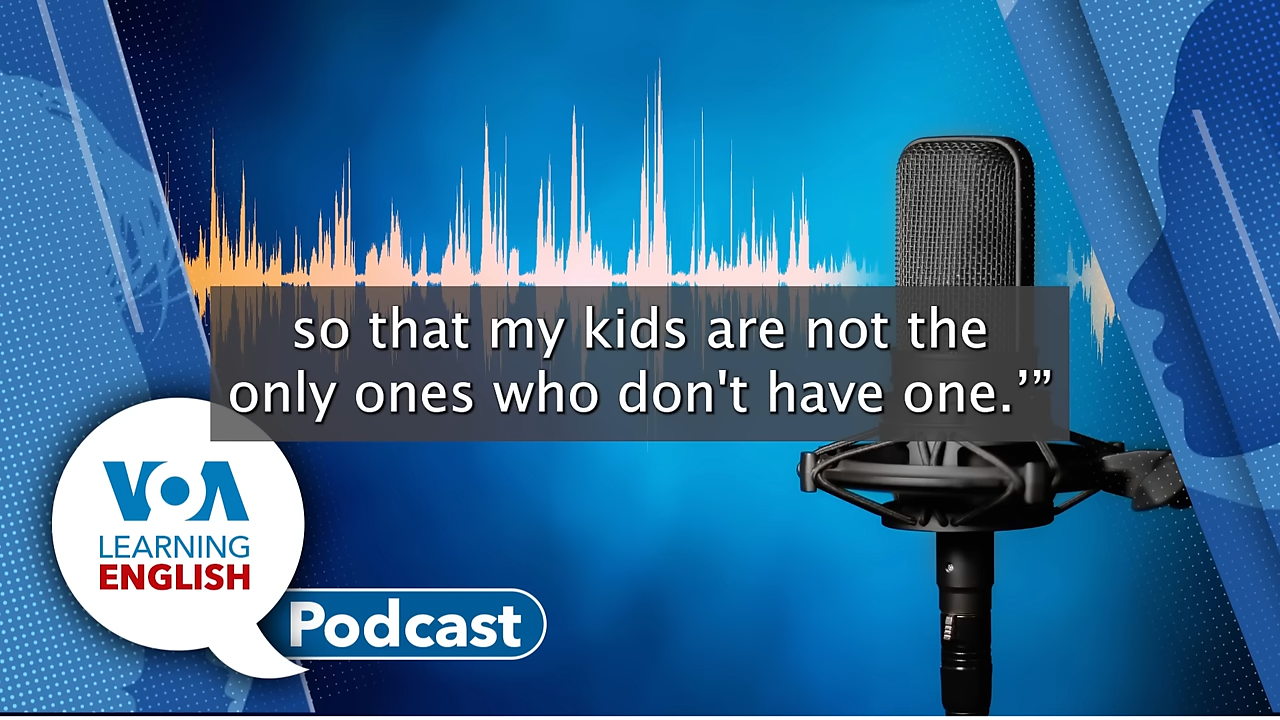 so that my kids are not the
only ones who don't have one.’”
VOA
LEARNING
ENGLISH
Podcast